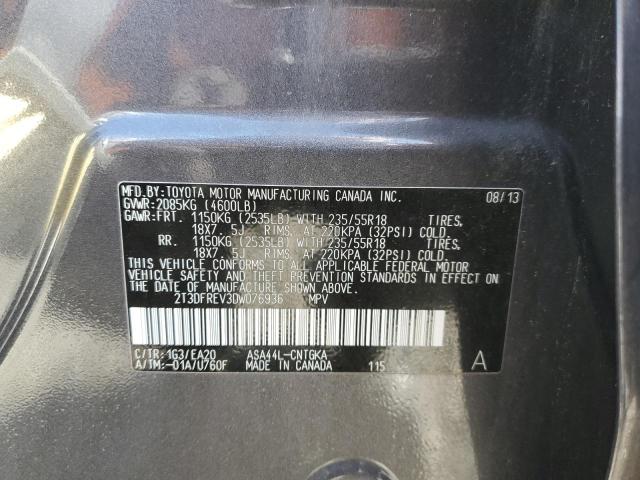 MFD.BY:TOYOTA MOTOR MANUFACTURING CANADA INC. 08/13
GVWR:2085KG (4600LB)
GAWR:FRT. 1150KG (2535LB) WITH 235/55R18 TIRES,
18X7. 5J RIMS, AT 220KPA (32PSI) COLD.
RR. 1150KG (2535LB) WITH 235/55R18 TIRES,
18X7. 5J RIMS, AT 220KPA (32PSI) COLD.
THIS VEHICLE CONFORMS TO ALL APPLICABLE FEDERAL MOTOR
VEHICLE SAFETY AND BUMPER STANDARDS IN EFFECT ON
THE DATE OF MANUFACTURE SHOWN ABOVE.
2T3DFREV3DW076936 MPV
C/TR:1G3/EA20 ASA44L-CNTGKA
A/TM:-01A/U760F MADE IN CANADA 115 A